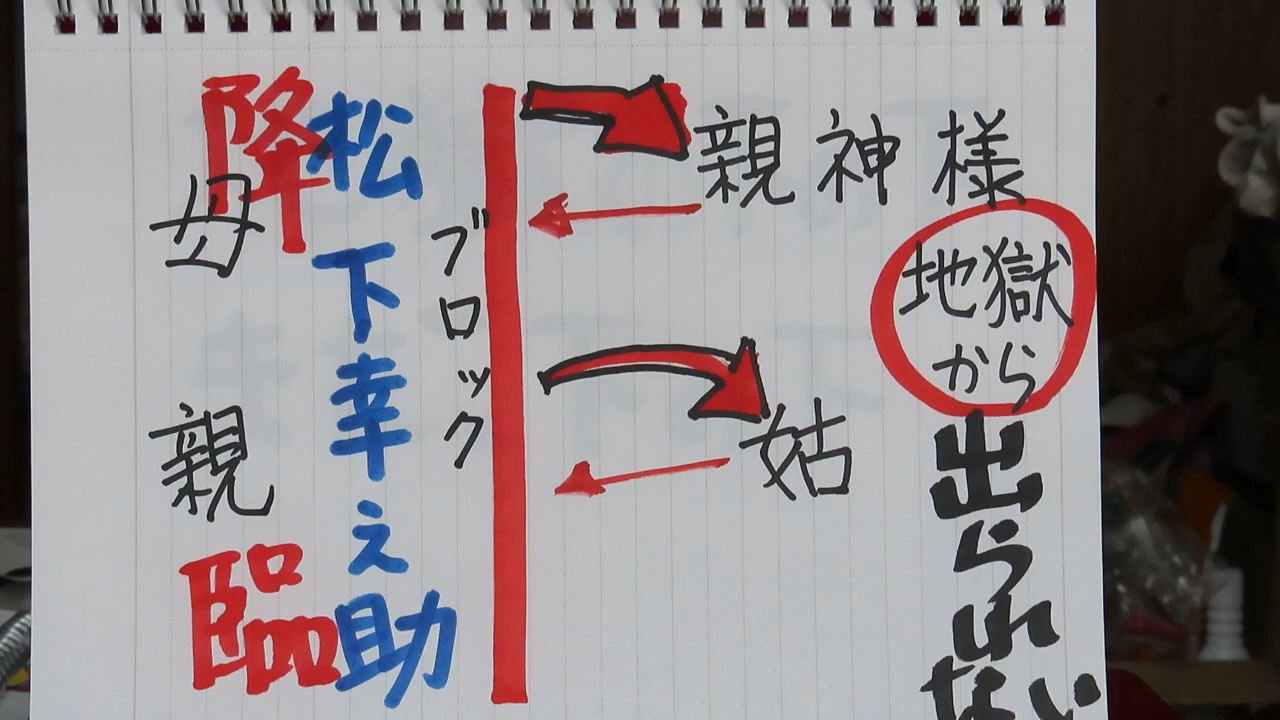 親神様
地獄
から
出られない
姑
ブロック
松下幸之助
降臨
母親